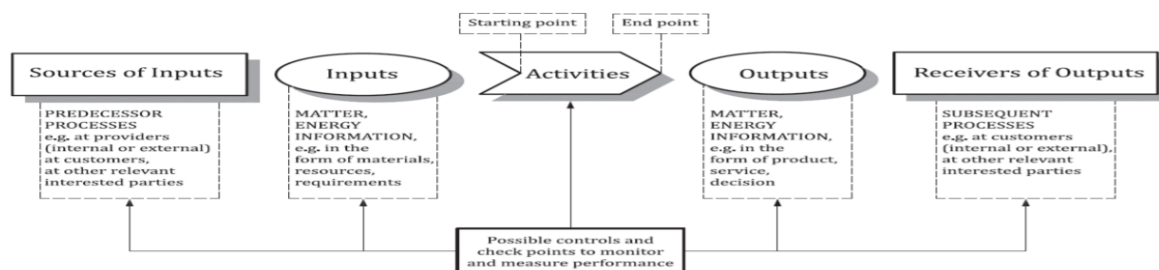 Starting point
End point
Sources of Inputs
Inputs
Activities
Outputs
Receivers of Outputs
PREDECESSOR
PROCESSES
e.g. at providers
(internal or external)
at customers,
at other relevant
interested parties
MATTER,
ENERGY
INFORMATION,
e.g. in the
form of materials,
resources,
requirements
MATTER,
ENERGY
INFORMATION,
e.g. in the
form of product,
service,
decision
SUBSEQUENT
PROCESSES
e.g. at customers
(internal or external),
at other relevant
interested parties
Possible controls and
check points to monitor
and measure performance